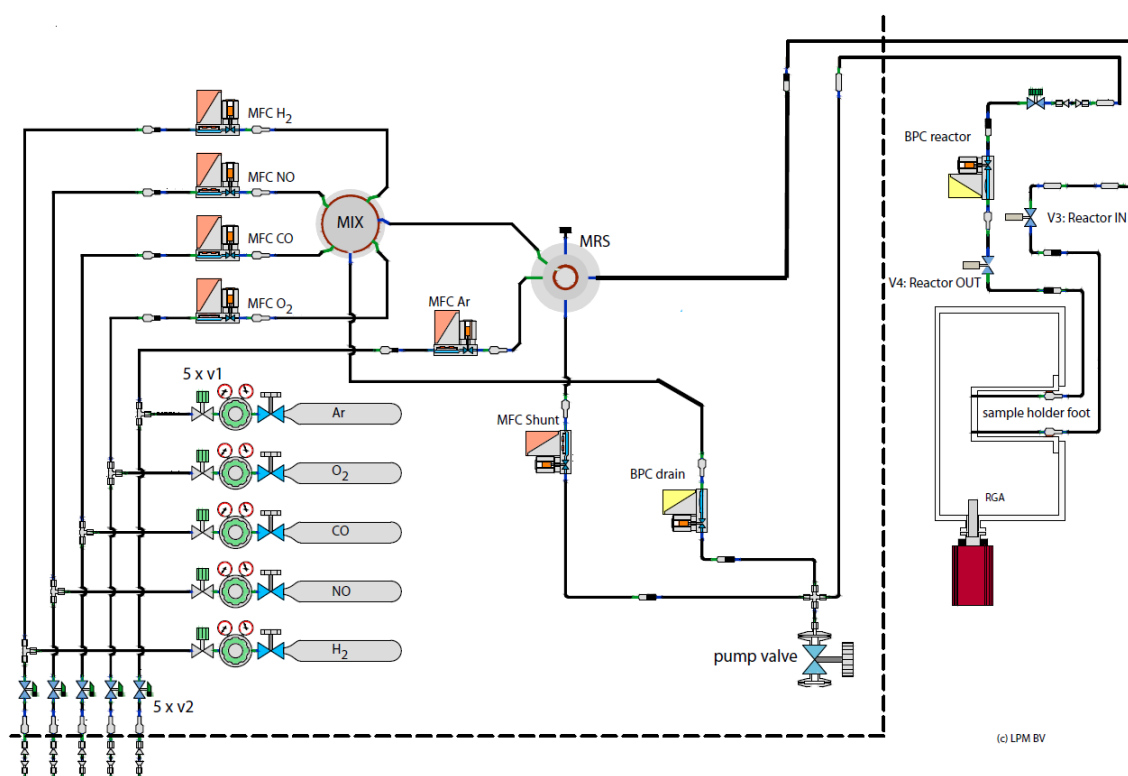 MFC H₂
MFC NO
MFC CO
MFC O₂
MIX
MRS
MFC Ar
BPC reactor
V3: Reactor IN
V4: Reactor OUT
5 x v1
Ar
O₂
CO
NO
H₂
MFC Shunt
BPC drain
sample holder foot
RGA
pump valve
5 x v2
(c) LPM BV